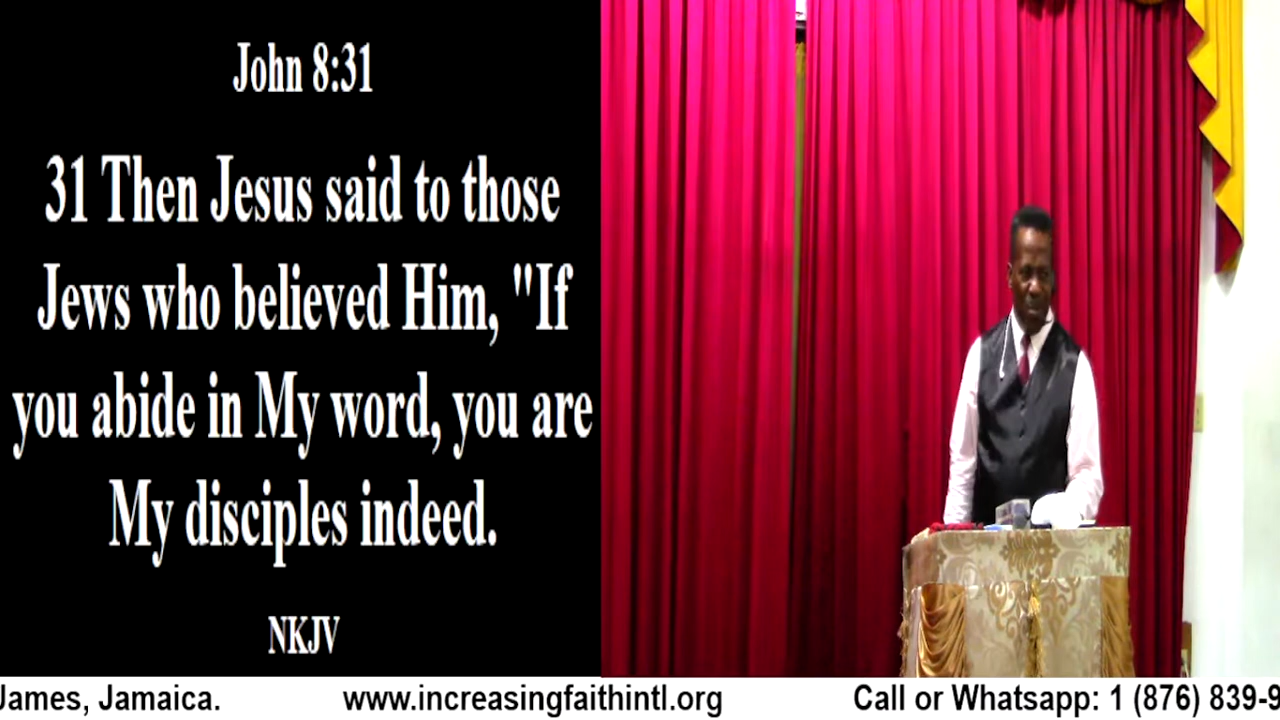 John 8:31
31 Then Jesus said to those
Jews who believed Him, "If
you abide in My word, you are
My disciples indeed.
NKJV
James, Jamaica. www.increasingfaithintl.org Call or Whatsapp: 1 (876) 839-9